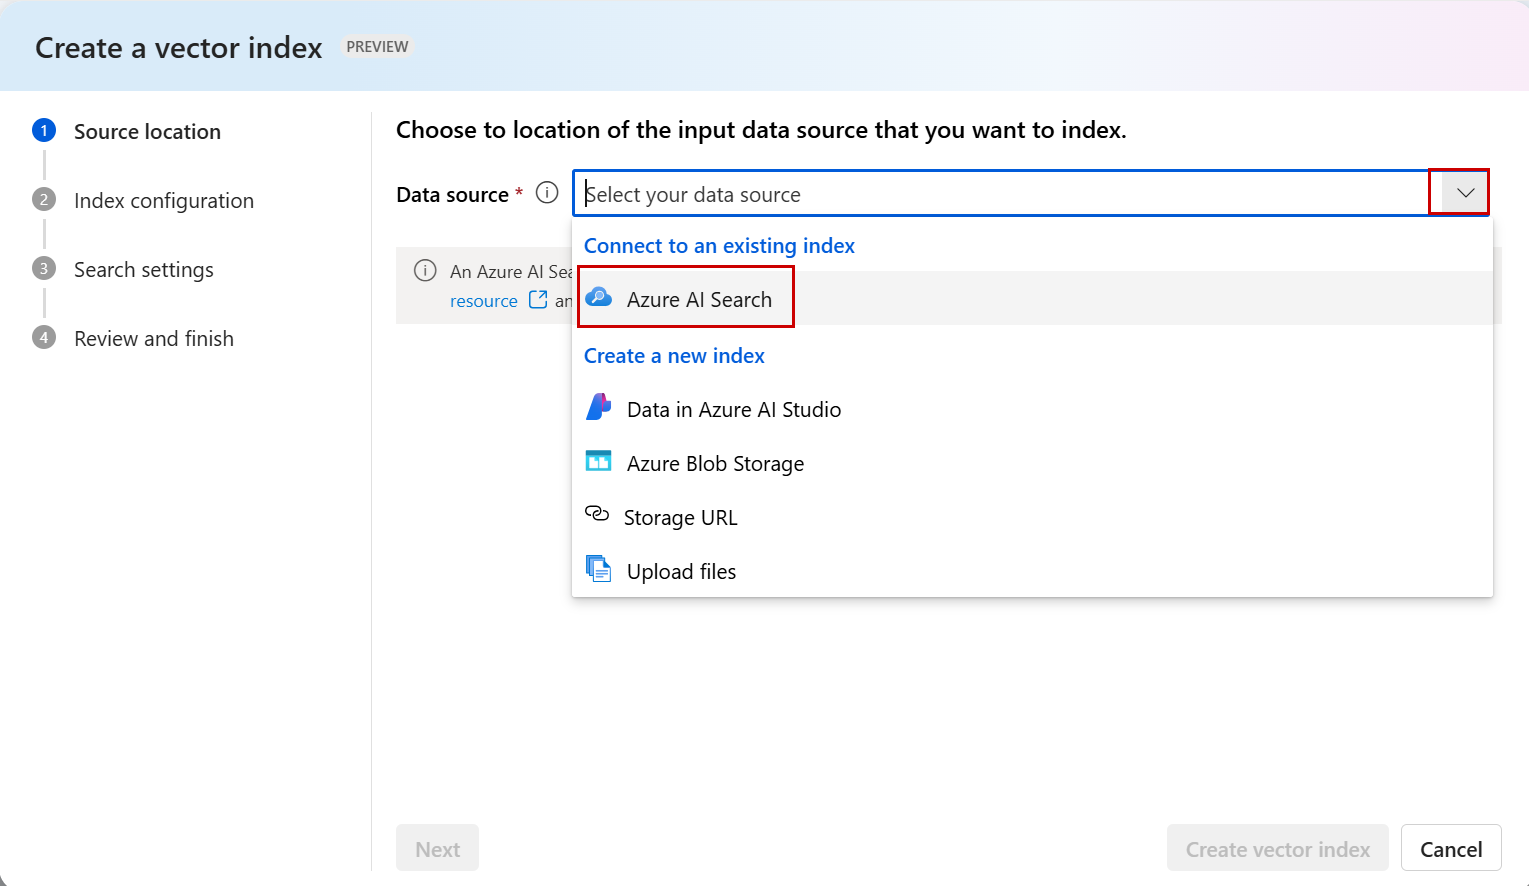 Create a vector index PREVIEW
1 Source location
2 Index configuration
3 Search settings
4 Review and finish
Choose to location of the input data source that you want to index.
Data source * Select your data source
An Azure AI Sea
resource an
Connect to an existing index
Azure AI Search
Create a new index
Data in Azure AI Studio
Azure Blob Storage
Storage URL
Upload files
Next
Create vector index
Cancel